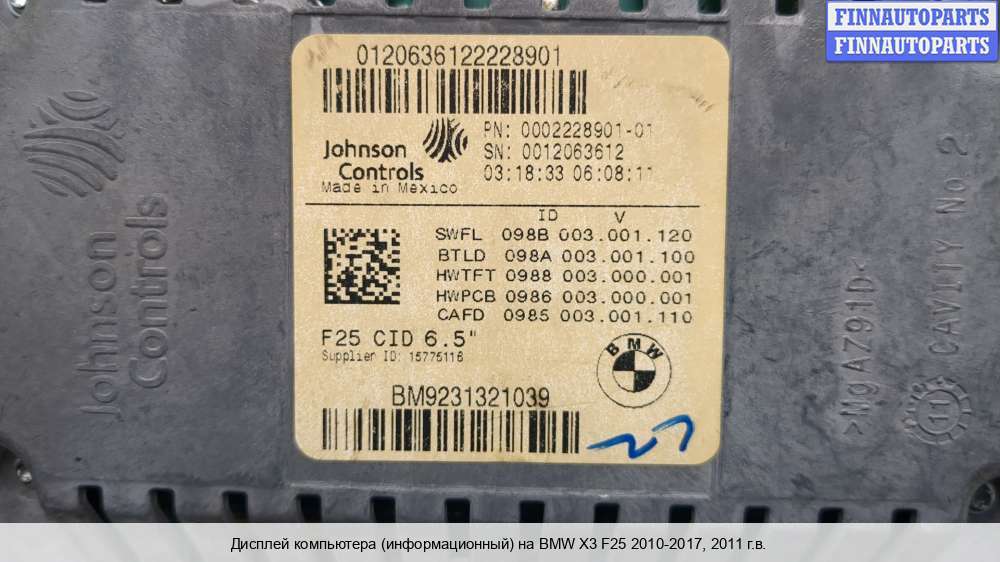 FINNAUTOPARTS
FINNAUTOPARTS
0120636122228901
Johnson
Controls
Made in Mexico
PN: 0002228901-01
SN: 0012063612
03:18:33 06:08:11
ID V
SWFL 098B 003.001.120
BTLD 098A 003.001.100
HWTFT 0988 003.000.001
HWPCB 0986 003.000.001
CAFD 0985 003.001.110
F25 CID 6.5"
Supplier ID: 15775116
BMW
BM9231321039
Johnson
Controls
>MgAZ91D<
CAVITY No.2
11
Дисплей компьютера (информационный) на BMW X3 F25 2010-2017, 2011 г.в.